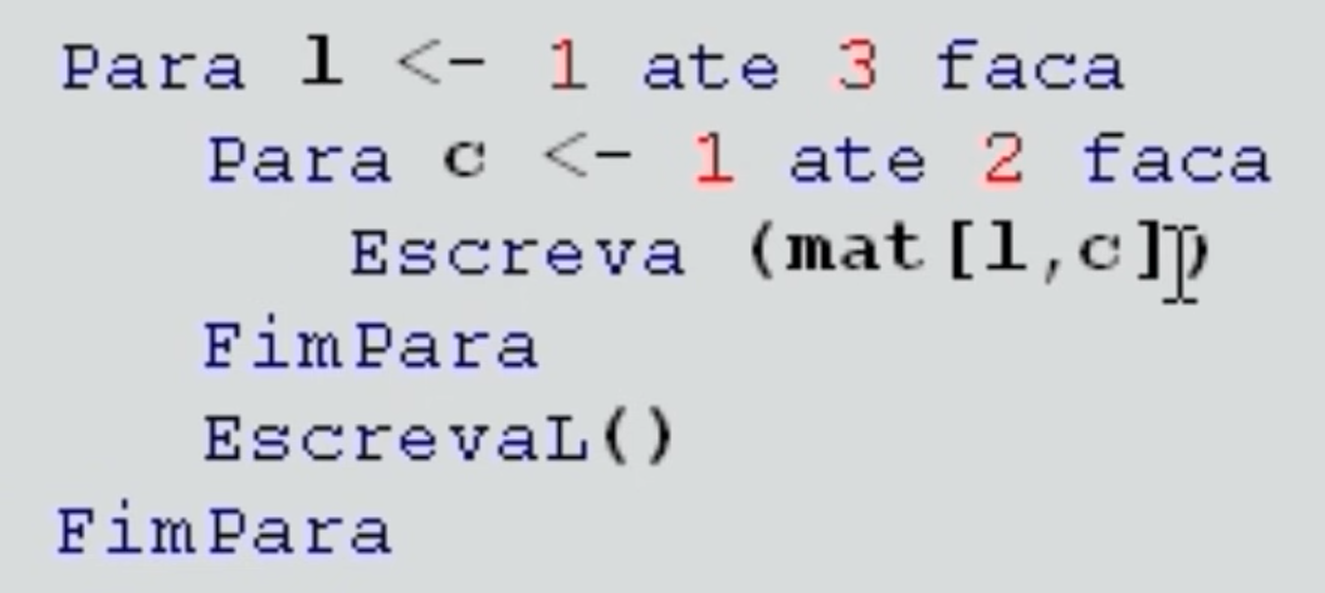 Para l <- 1 ate 3 faca
Para c <- 1 ate 2 faca
Escreva (mat[l,c])
FimPara
EscrevaL()
FimPara